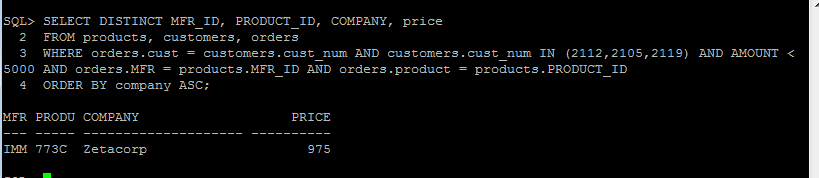 SQL> SELECT DISTINCT MFR_ID, PRODUCT_ID, COMPANY, price
2 FROM products, customers, orders
3 WHERE orders.cust = customers.cust_num AND customers.cust_num IN (2112,2105,2119) AND AMOUNT <
5000 AND orders.MFR = products.MFR_ID AND orders.product = products.PRODUCT_ID
4 ORDER BY company ASC;
MFR PRODU COMPANY PRICE
--- ----- -------------------- ----------
IMM 773C Zetacorp 975